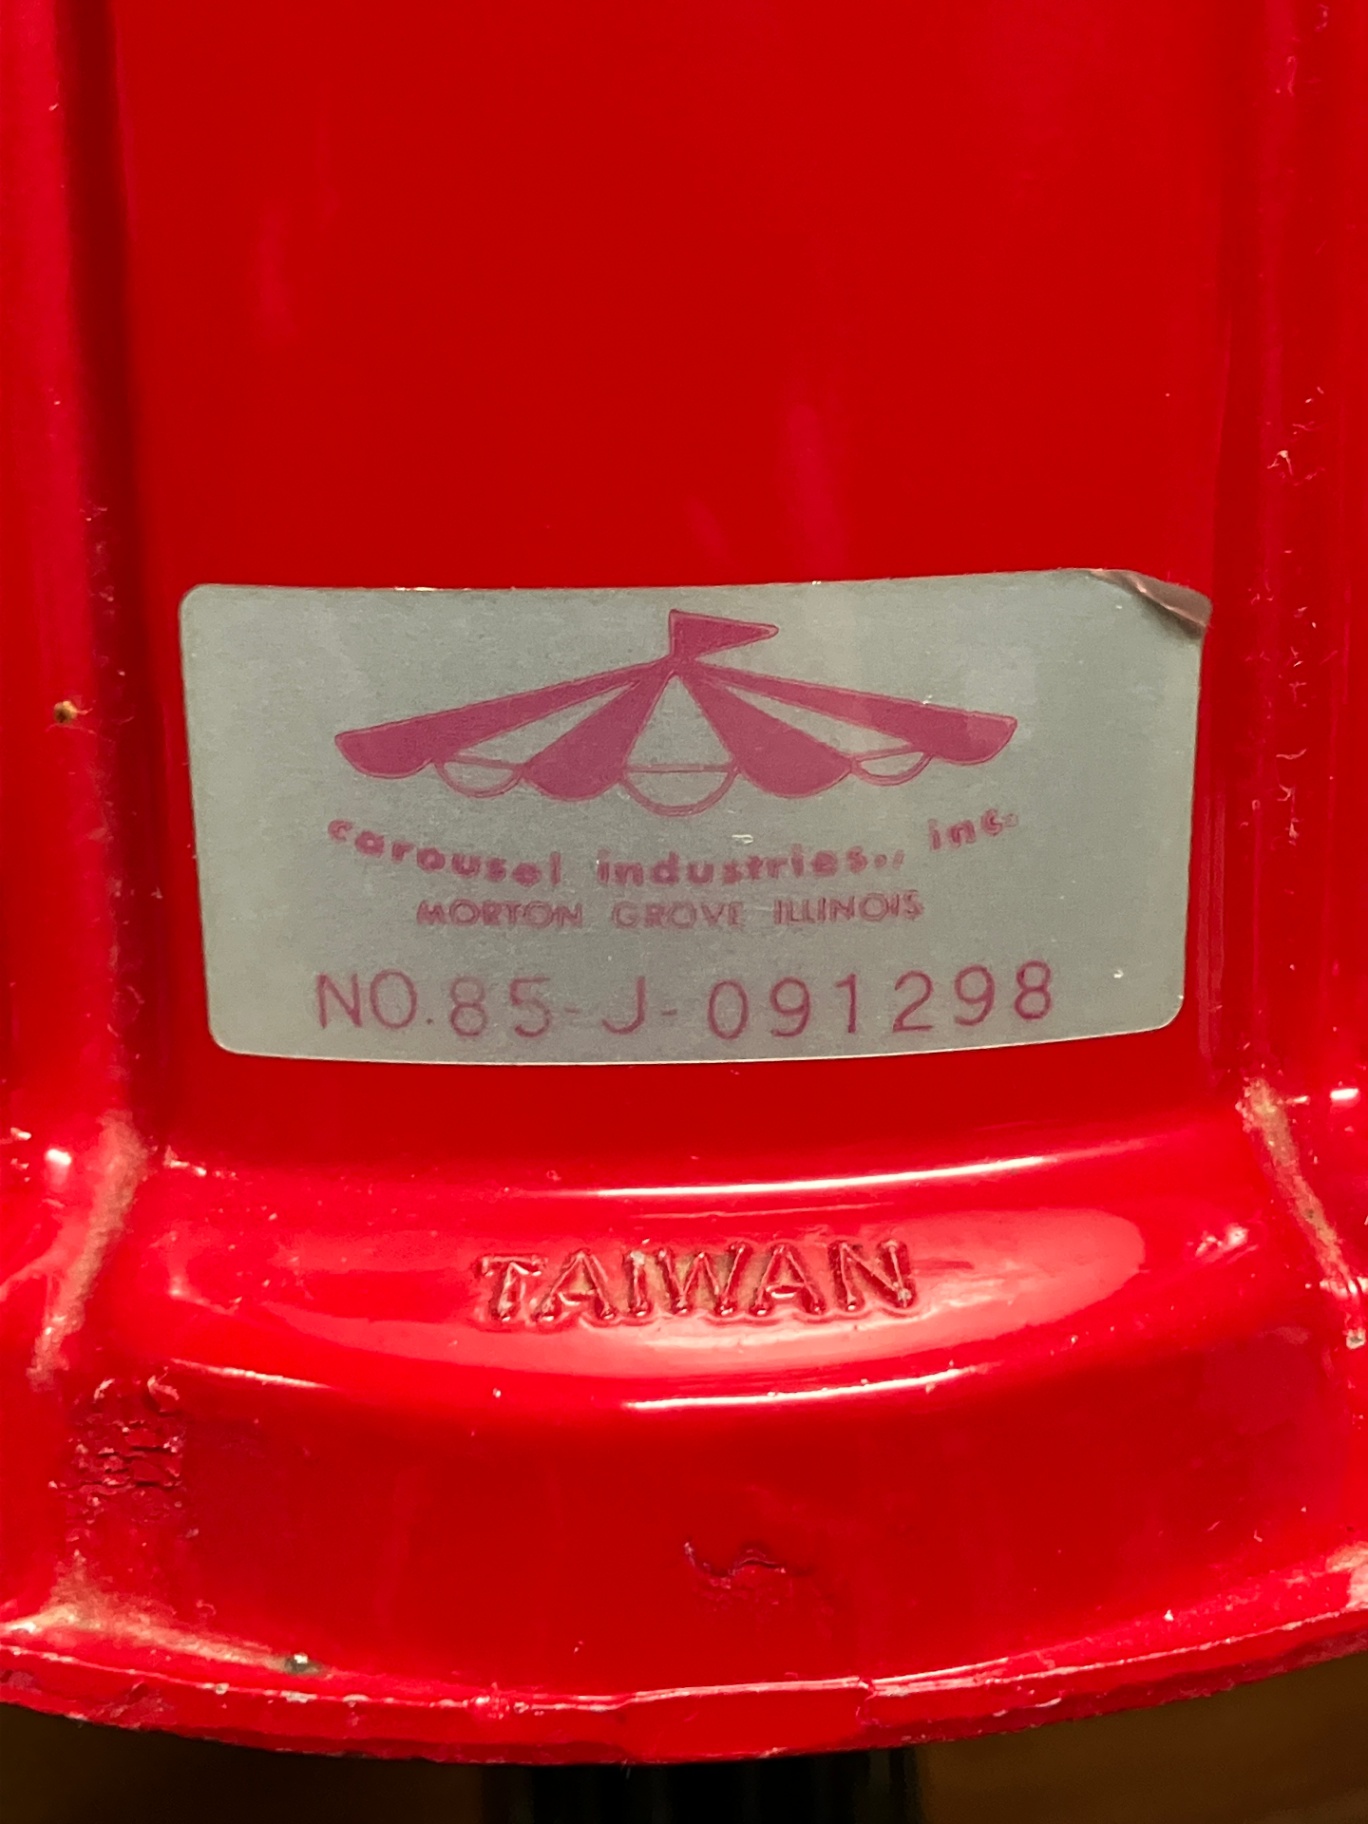 carousel industries., inc.
MORTON GROVE ILLINOIS
NO. 85-J-091298
TAIWAN